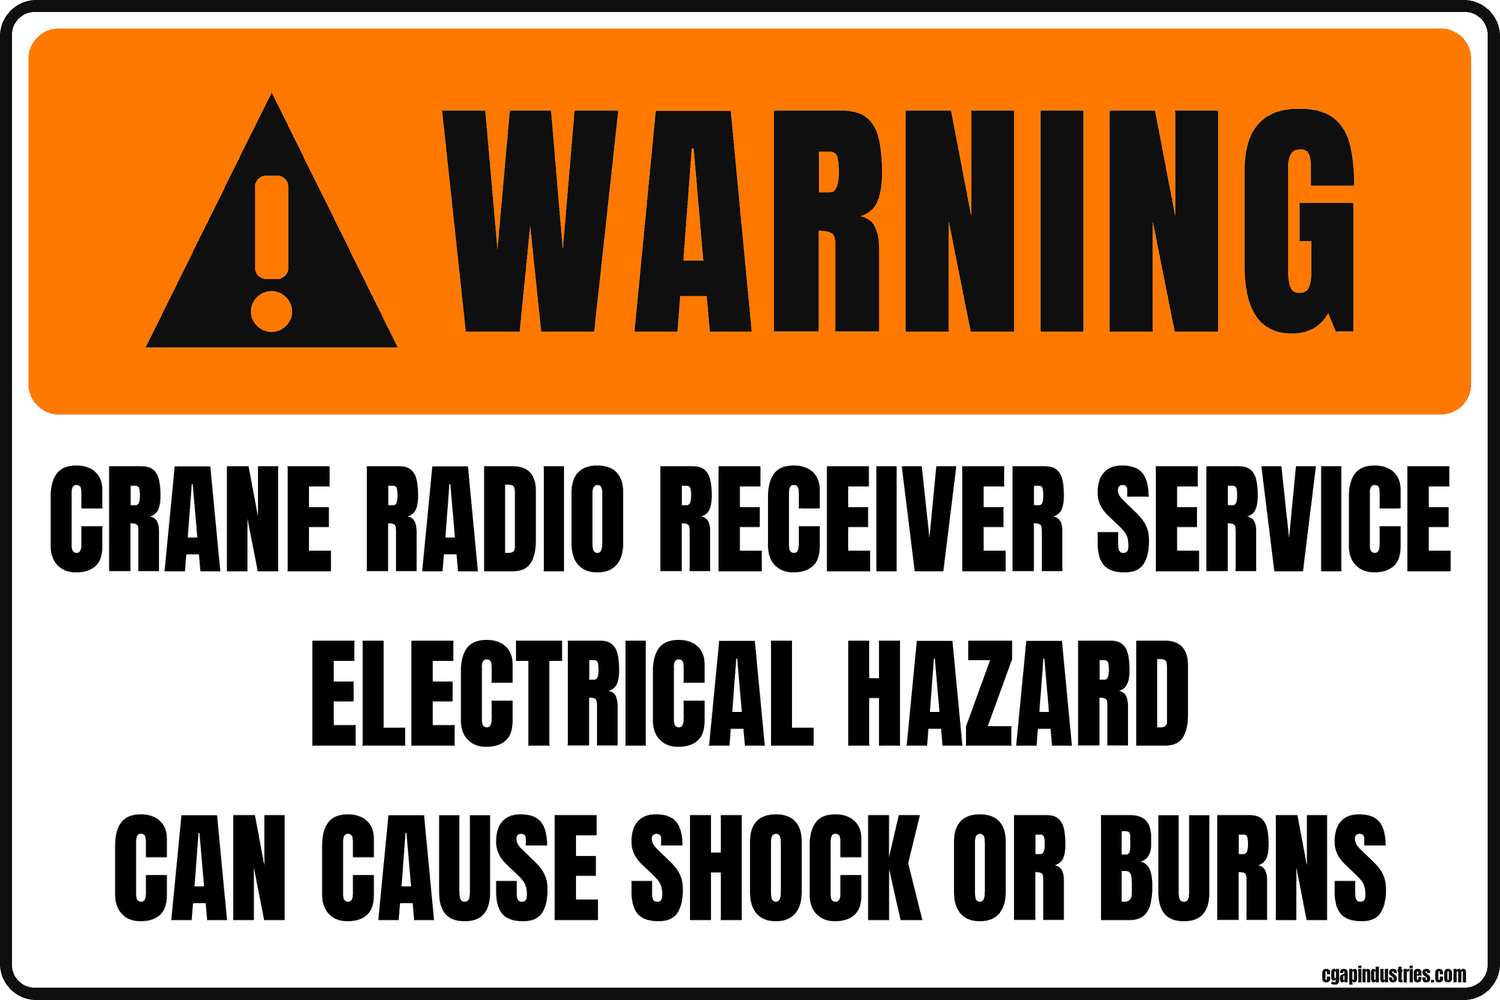 WARNING
CRANE RADIO RECEIVER SERVICE
ELECTRICAL HAZARD
CAN CAUSE SHOCK OR BURNS
cgapindustries.com